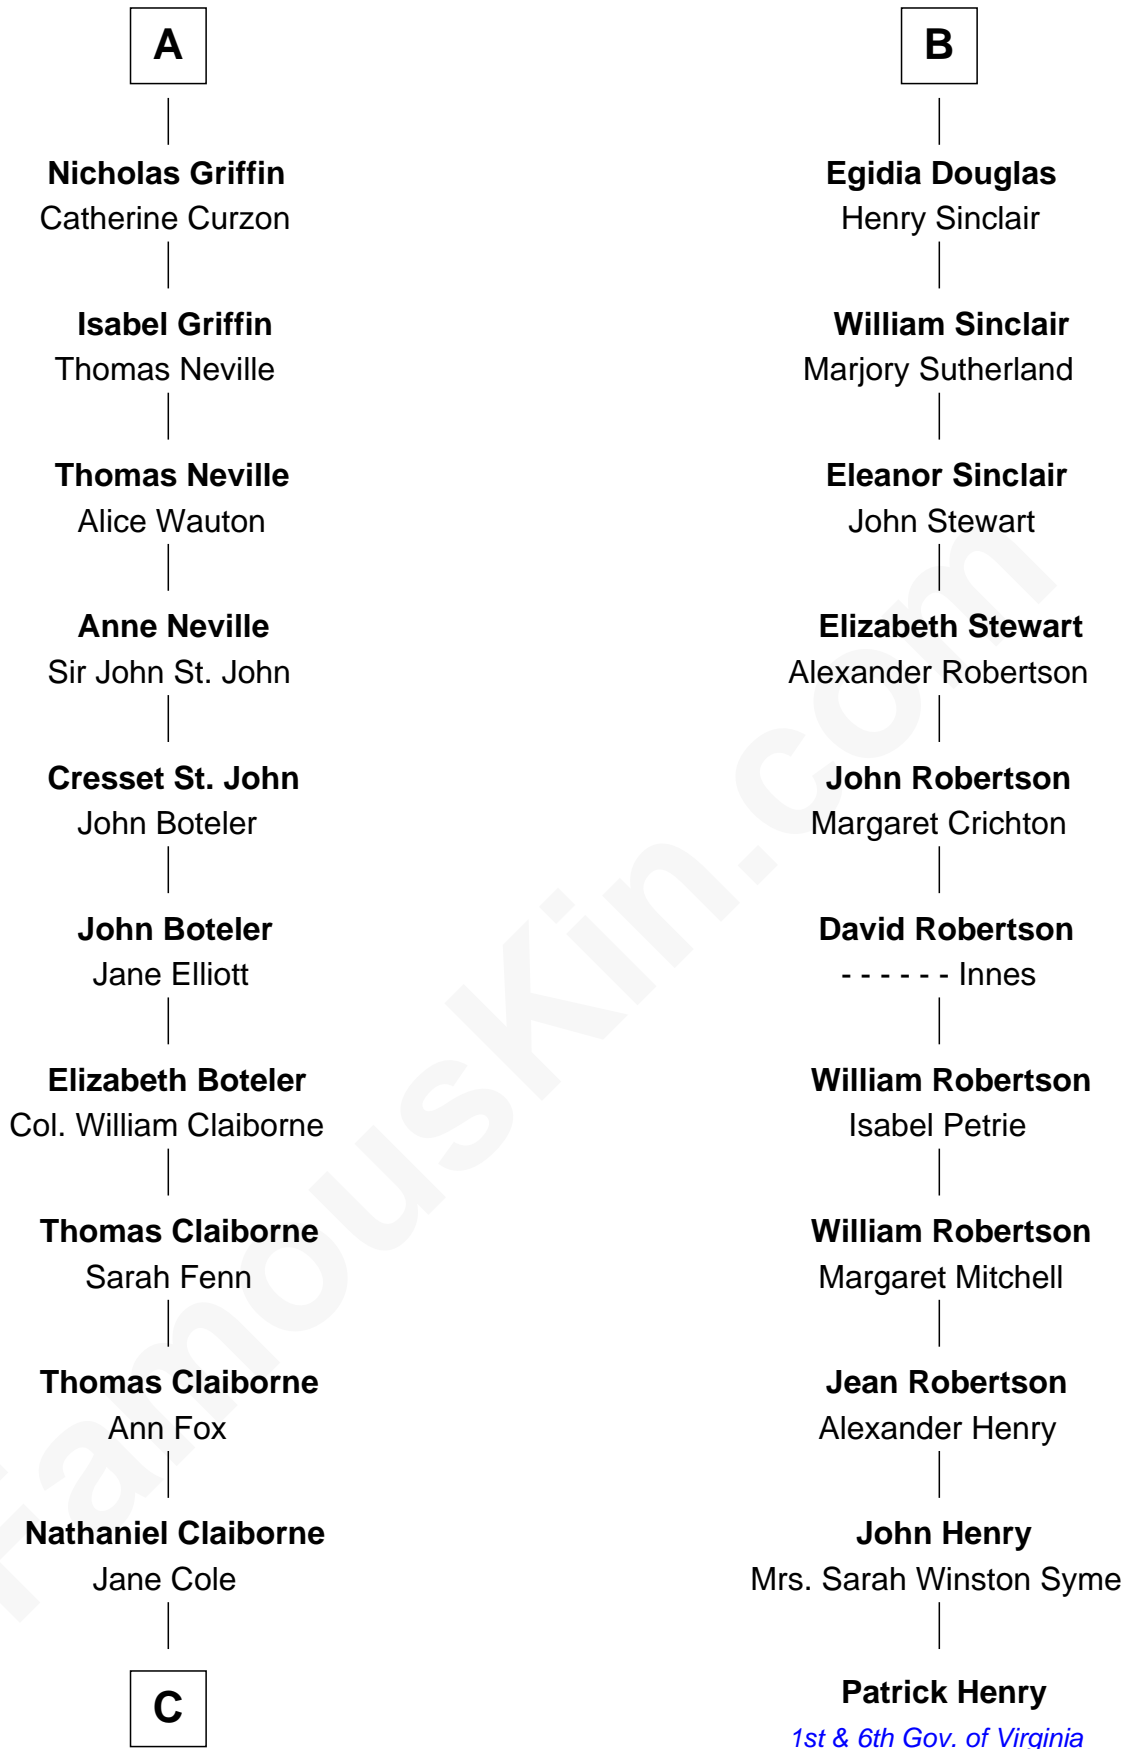 A
Nicholas Griffin
Catherine Curzon
Isabel Griffin
Thomas Neville
Thomas Neville
Alice Wauton
Anne Neville
Sir John St. John
Cresset St. John
John Boteler
John Boteler
Jane Elliott
Elizabeth Boteler
Col. William Claiborne
Thomas Claiborne
Sarah Fenn
Thomas Claiborne
Ann Fox
Nathaniel Claiborne
Jane Cole
C
B
Egidia Douglas
Henry Sinclair
William Sinclair
Marjory Sutherland
Eleanor Sinclair
John Stewart
Elizabeth Stewart
Alexander Robertson
John Robertson
Margaret Crichton
David Robertson
- - - - - - Innes
William Robertson
Isabel Petrie
William Robertson
Margaret Mitchell
Jean Robertson
Alexander Henry
John Henry
Mrs. Sarah Winston Syme
Patrick Henry
1st & 6th Gov. of Virginia
FamousKin.com